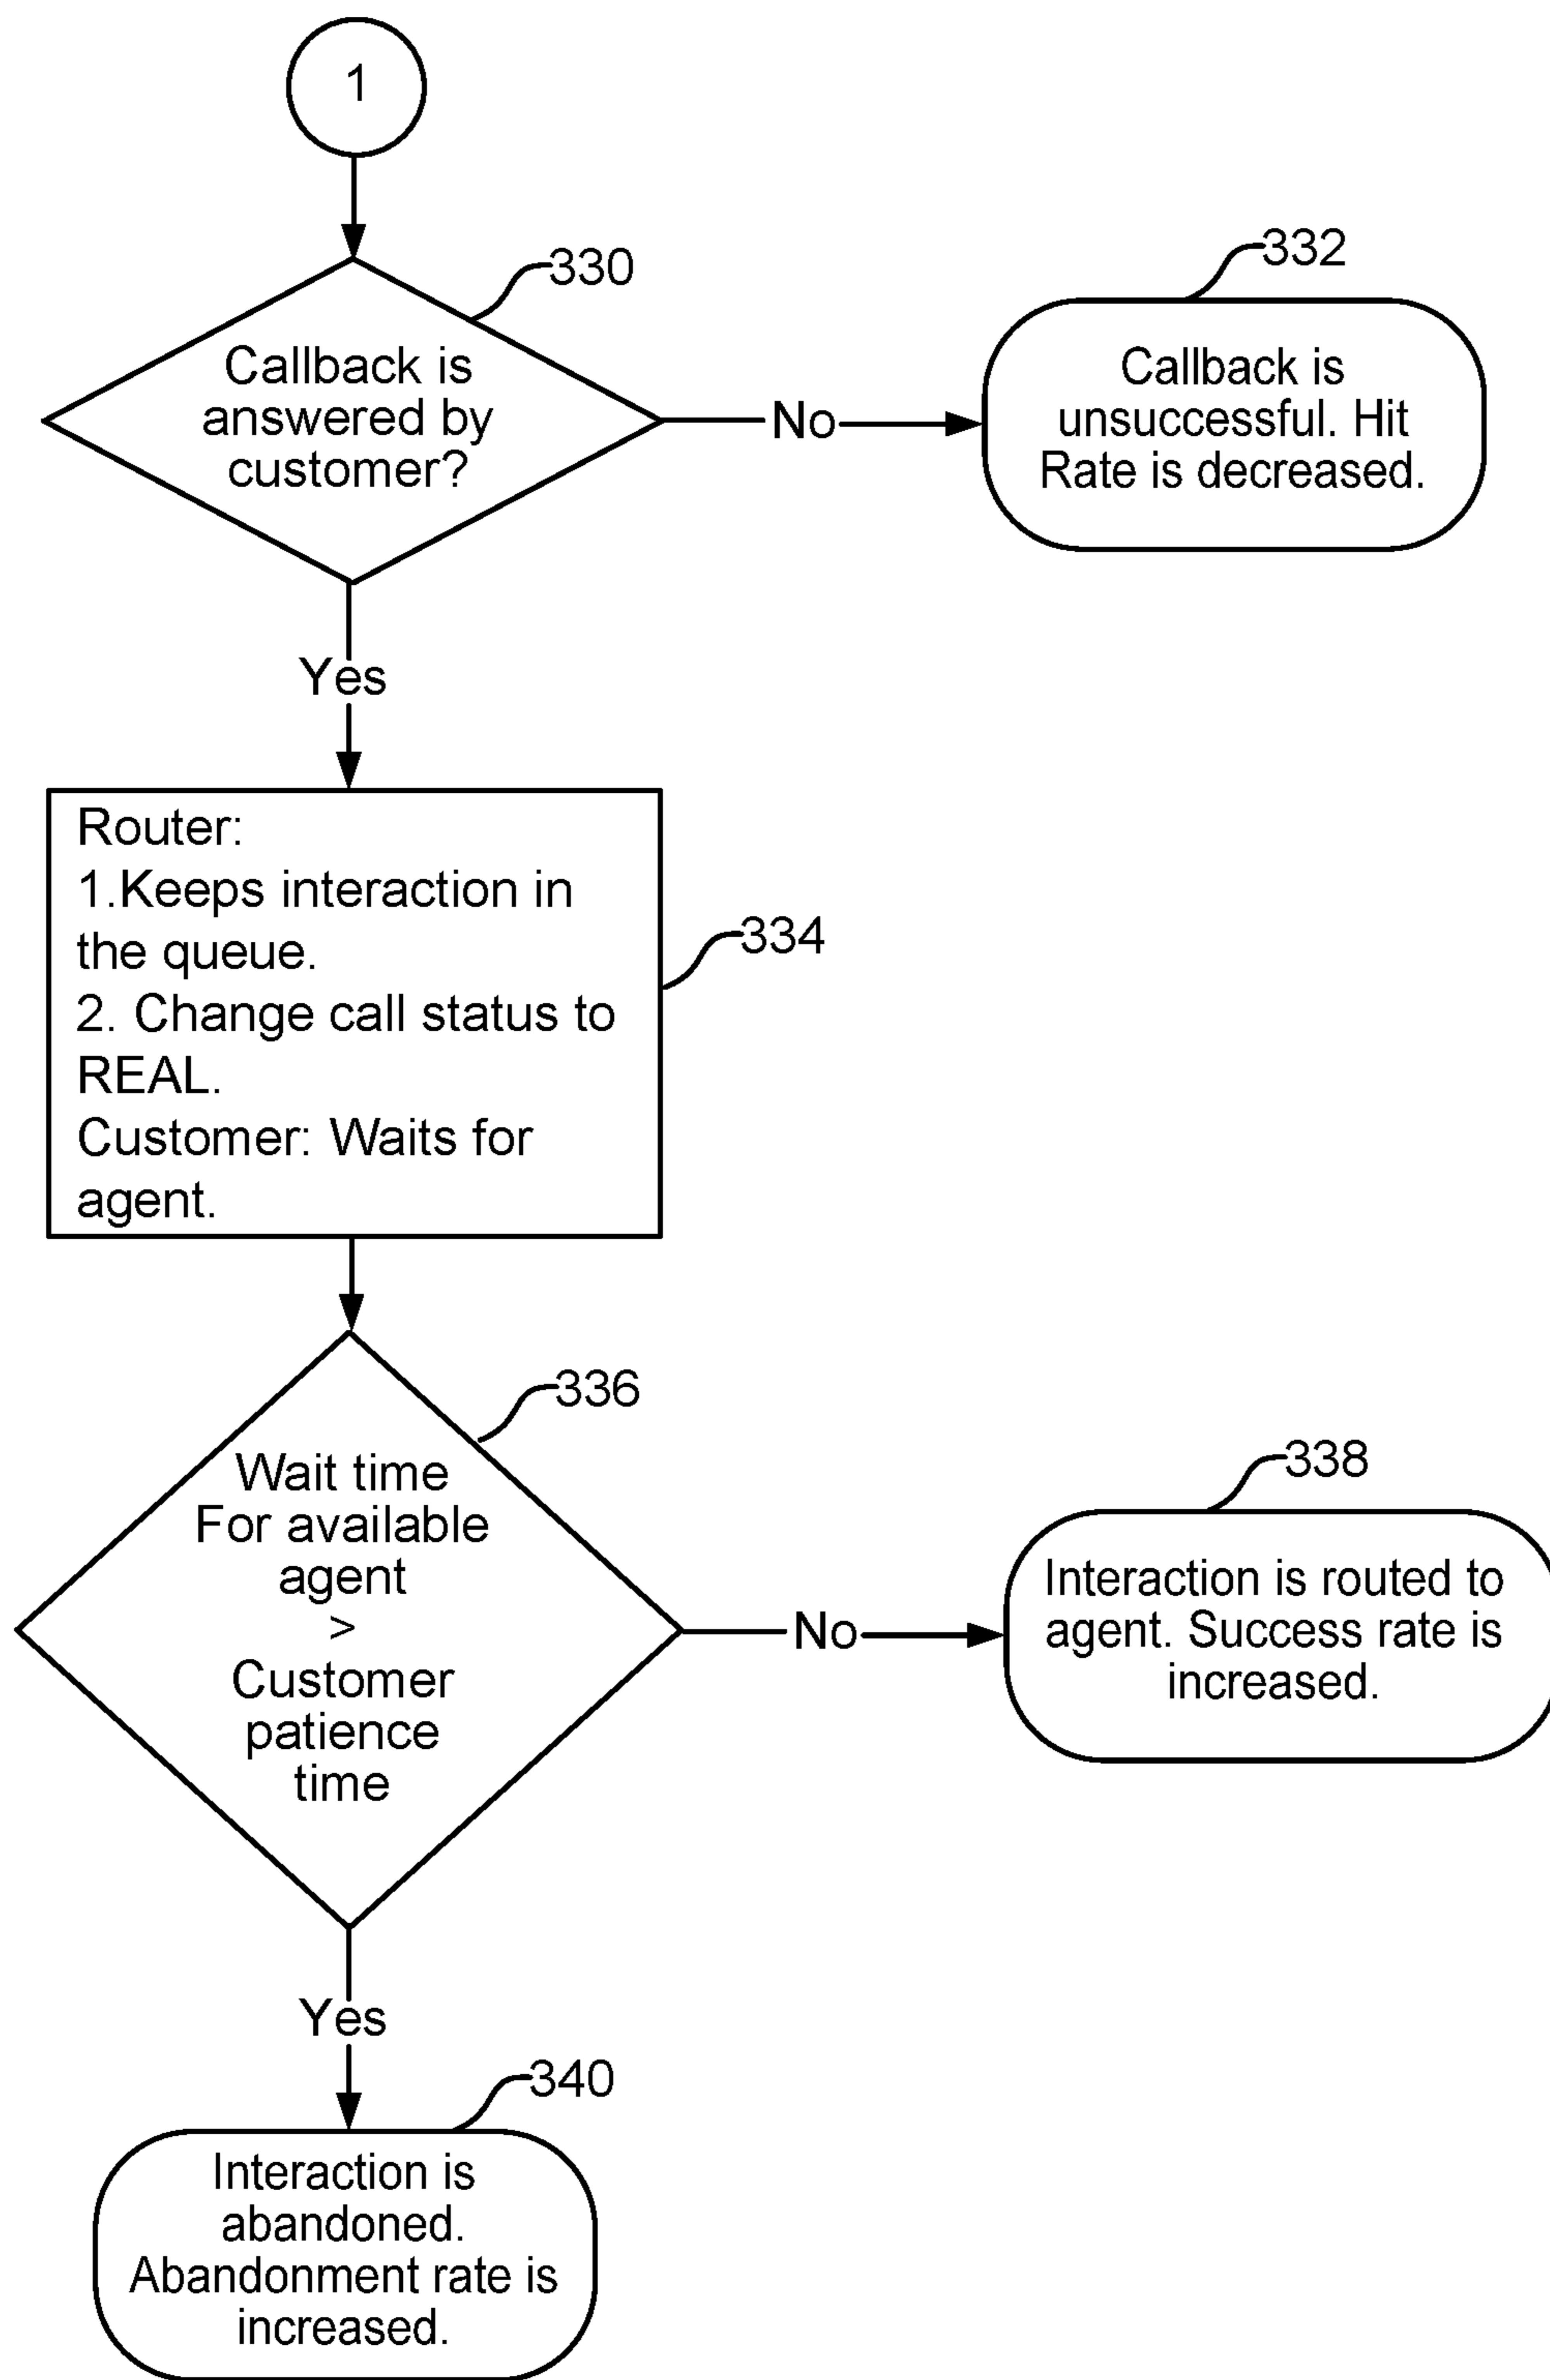 1
330
Callback is
answered by
customer?
No
332
Callback is
unsuccessful. Hit
Rate is decreased.
Yes
Router:
1.Keeps interaction in
the queue.
2. Change call status to
REAL.
Customer: Waits for
agent.
334
336
Wait time
For available
agent
>
Customer
patience
time
No
338
Interaction is routed to
agent. Success rate is
increased.
Yes
340
Interaction is
abandoned.
Abandonment rate is
increased.